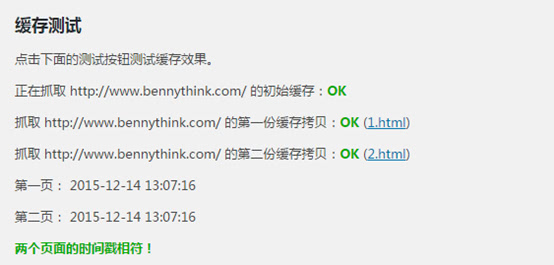 缓存测试
点击下面的测试按钮测试缓存效果。
正在抓取 http://www.bennythink.com/ 的初始缓存：OK
抓取 http://www.bennythink.com/ 的第一份缓存拷贝：OK (1.html)
抓取 http://www.bennythink.com/ 的第二份缓存拷贝：OK (2.html)
第一页： 2015-12-14 13:07:16
第二页： 2015-12-14 13:07:16
两个页面的时间戳相符！